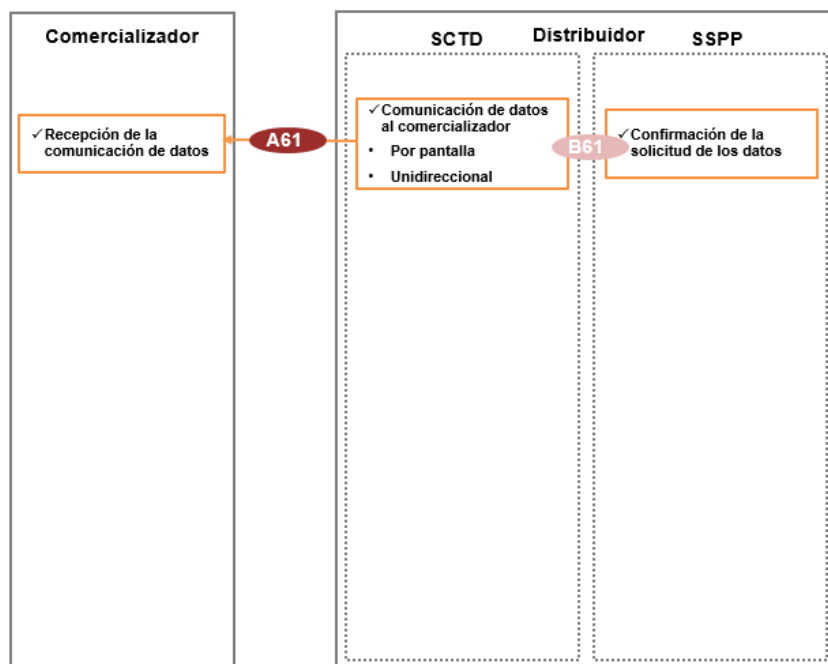 Comercializador
Distribuidor
SCTD
SSPP
✓Recepción de la
comunicación de datos
A61
✓Comunicación de datos
al comercializador
• Por pantalla
• Unidireccional
B61
✓Confirmación de la
solicitud de los datos